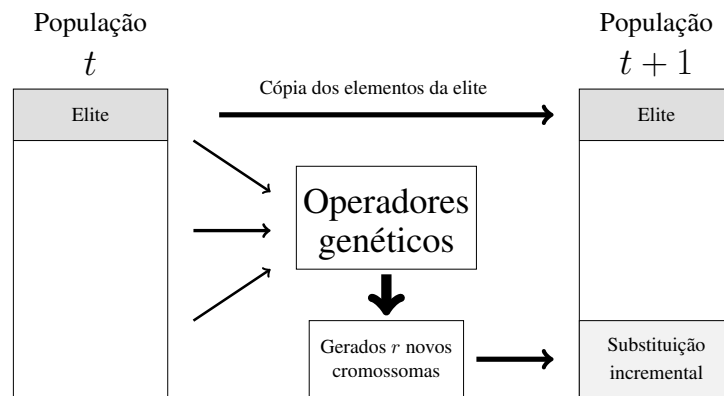 População
t
População
t + 1
Cópia dos elementos da elite
Elite
Elite
Operadores
genéticos
Gerados r novos
cromossomas
Substituição
incremental